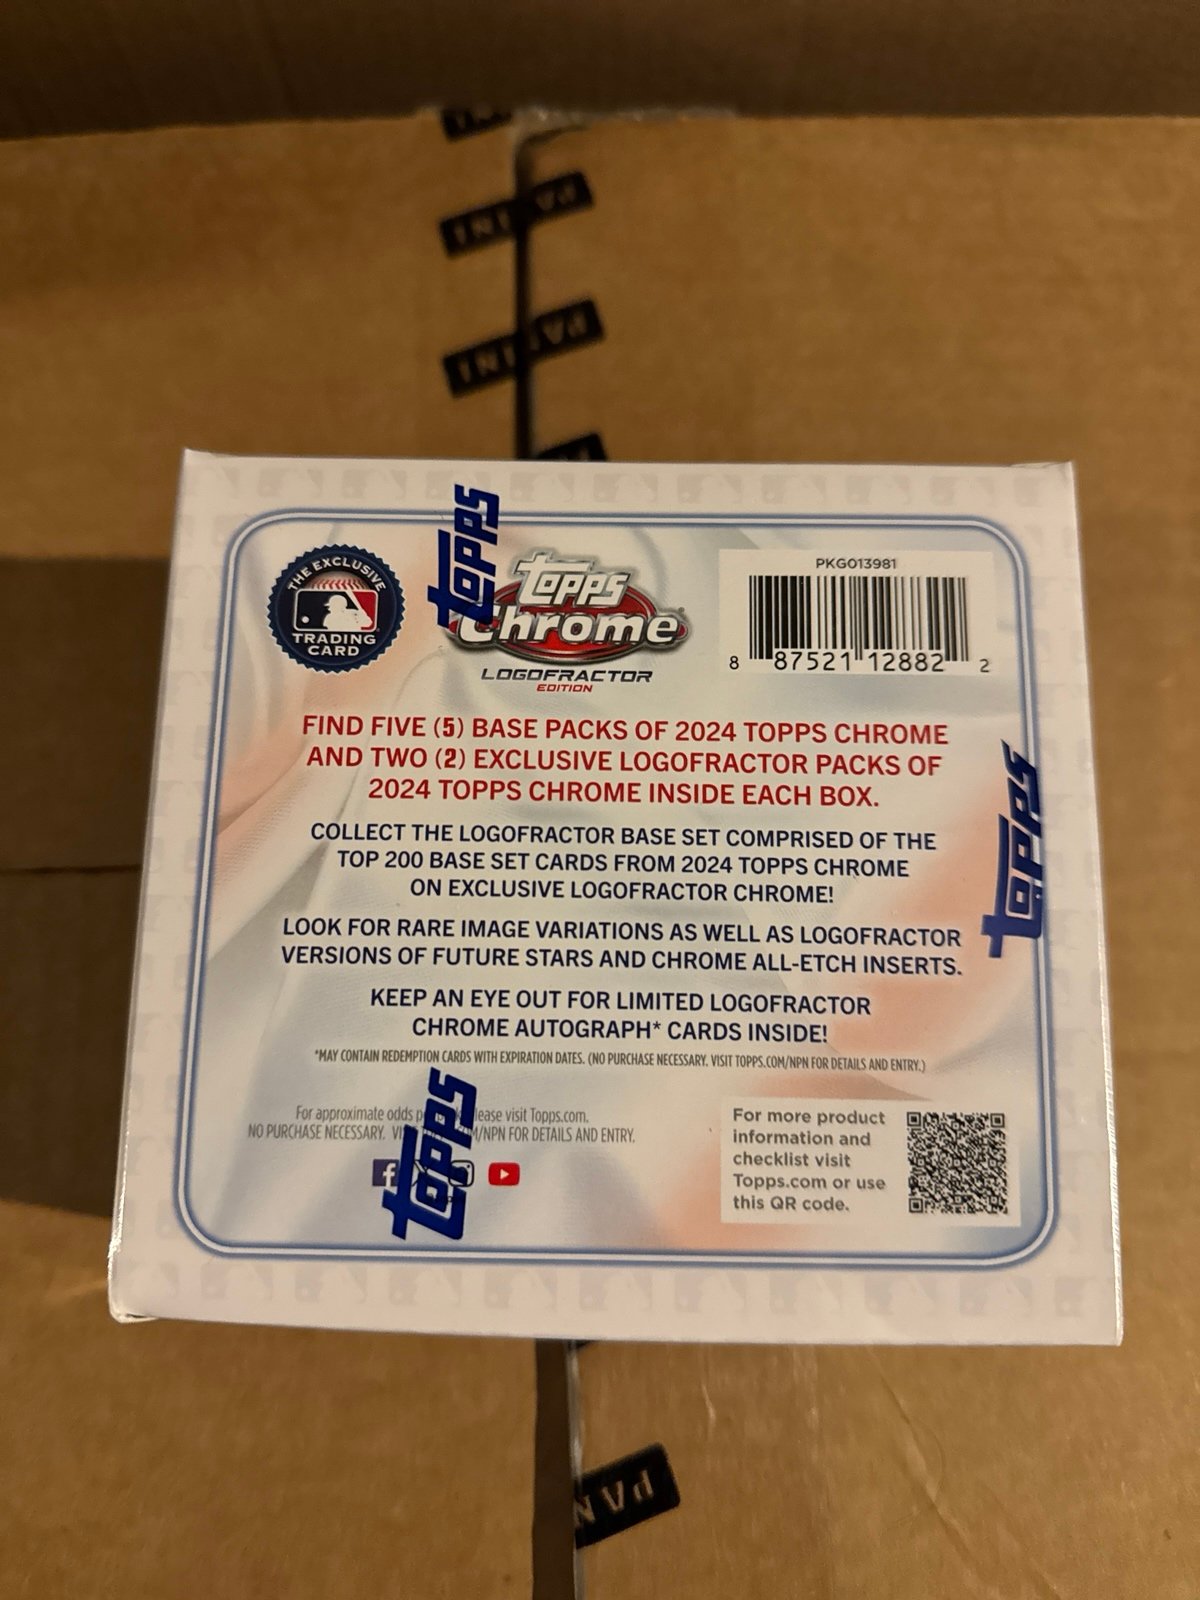 PANINI
PANINI
topps
THE EXCLUSIVE
TRADING
CARD
topps
Chrome
LOGOFRACTOR
EDITION
PKG013981
8 87521 12882 2
FIND FIVE (5) BASE PACKS OF 2024 TOPPS CHROME
AND TWO (2) EXCLUSIVE LOGOFRACTOR PACKS OF
2024 TOPPS CHROME INSIDE EACH BOX.
COLLECT THE LOGOFRACTOR BASE SET COMPRISED OF THE
TOP 200 BASE SET CARDS FROM 2024 TOPPS CHROME
ON EXCLUSIVE LOGOFRACTOR CHROME!
topps
LOOK FOR RARE IMAGE VARIATIONS AS WELL AS LOGOFRACTOR
VERSIONS OF FUTURE STARS AND CHROME ALL-ETCH INSERTS.
KEEP AN EYE OUT FOR LIMITED LOGOFRACTOR
CHROME AUTOGRAPH* CARDS INSIDE!
*MAY CONTAIN REDEMPTION CARDS WITH EXPIRATION DATES. (NO PURCHASE NECESSARY. VISIT TOPPS.COM/NPN FOR DETAILS AND ENTRY.)
For approximate odds please visit Topps.com.
NO PURCHASE NECESSARY. VISIT TOPPS.COM/NPN FOR DETAILS AND ENTRY.
topps
For more product
information and
checklist visit
Topps.com or use
this QR code.